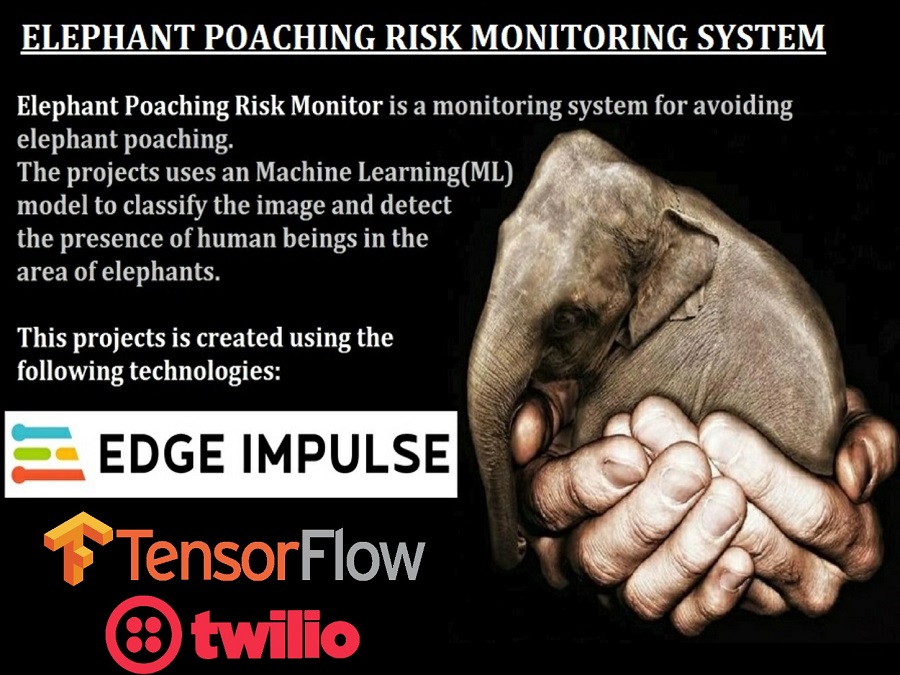 ELEPHANT POACHING RISK MONITORING SYSTEM
Elephant Poaching Risk Monitor is a monitoring system for avoiding
elephant poaching.
The projects uses an Machine Learning(ML)
model to classify the image and detect
the presence of human beings in the
area of elephants.
This projects is created using the
following technologies:
EDGE IMPULSE
TensorFlow
twilio